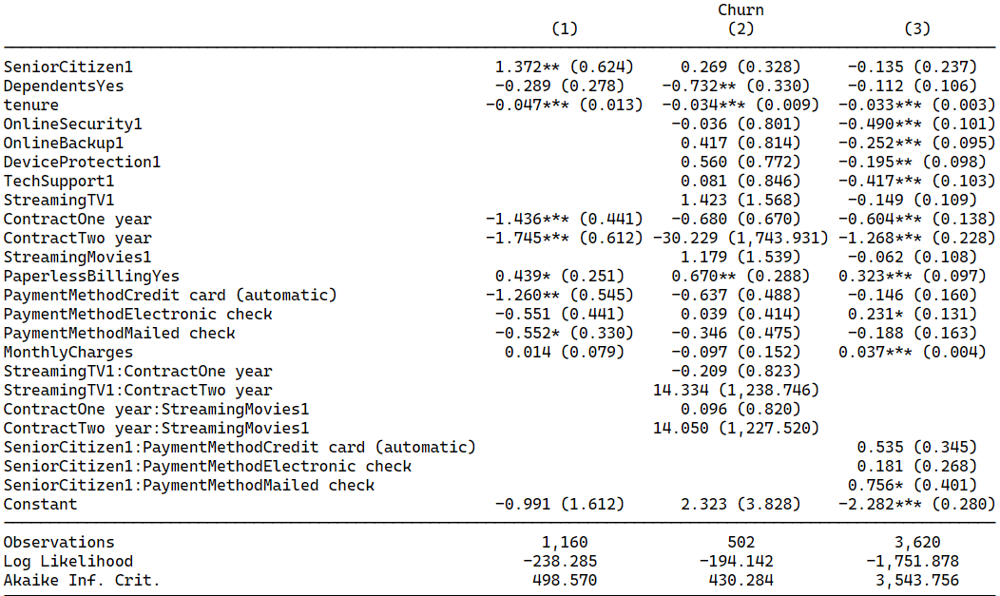 Churn
(1) (2) (3)
SeniorCitizen1 1.372** (0.624) 0.269 (0.328) −0.135 (0.237)
DependentsYes −0.289 (0.278) −0.732** (0.330) −0.112 (0.106)
tenure −0.047*** (0.013) −0.034*** (0.009) −0.033*** (0.003)
OnlineSecurity1 −0.036 (0.801) −0.490*** (0.101)
OnlineBackup1 0.417 (0.814) −0.252*** (0.095)
DeviceProtection1 0.560 (0.772) −0.195** (0.098)
TechSupport1 0.081 (0.846) −0.417*** (0.103)
StreamingTV1 1.423 (1.568) −0.149 (0.109)
ContractOne year −1.436*** (0.441) −0.680 (0.670) −0.604*** (0.138)
ContractTwo year −1.745*** (0.612) −30.229 (1,743.931) −1.268*** (0.228)
StreamingMovies1 1.179 (1.539) −0.062 (0.108)
PaperlessBillingYes 0.439* (0.251) 0.670** (0.288) 0.323*** (0.097)
PaymentMethodCredit card (automatic) −1.260** (0.545) −0.637 (0.488) −0.146 (0.160)
PaymentMethodElectronic check −0.551 (0.441) 0.039 (0.414) 0.231* (0.131)
PaymentMethodMailed check −0.552* (0.330) −0.346 (0.475) −0.188 (0.163)
MonthlyCharges 0.014 (0.079) −0.097 (0.152) 0.037*** (0.004)
StreamingTV1:ContractOne year −0.209 (0.823)
StreamingTV1:ContractTwo year 14.334 (1,238.746)
ContractOne year:StreamingMovies1 0.096 (0.820)
ContractTwo year:StreamingMovies1 14.050 (1,227.520)
SeniorCitizen1:PaymentMethodCredit card (automatic) 0.535 (0.345)
SeniorCitizen1:PaymentMethodElectronic check 0.181 (0.268)
SeniorCitizen1:PaymentMethodMailed check 0.756* (0.401)
Constant −0.991 (1.612) 2.323 (3.828) −2.282*** (0.280)
Observations 1,160 502 3,620
Log Likelihood −238.285 −194.142 −1,751.878
Akaike Inf. Crit. 498.570 430.284 3,543.756